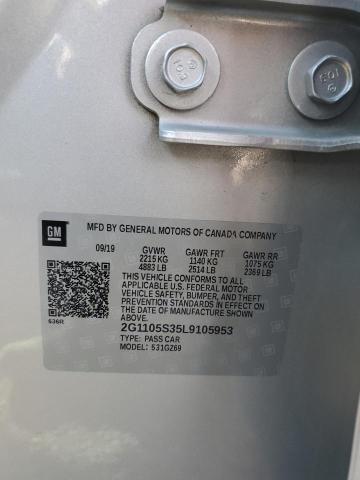 GM
MFD BY GENERAL MOTORS OF CANADA COMPANY
09/19 GVWR GAWR FRT GAWR RR
2215 KG 1140 KG 1075 KG
4883 LB 2514 LB 2369 LB
THIS VEHICLE CONFORMS TO ALL
APPLICABLE U.S. FEDERAL MOTOR
VEHICLE SAFETY, BUMPER, AND THEFT
PREVENTION STANDARDS IN EFFECT ON
THE DATE OF MANUFACTURE SHOWN
ABOVE.
2G1105S35L9105953
TYPE: PASS CAR
MODEL: 531GZ69